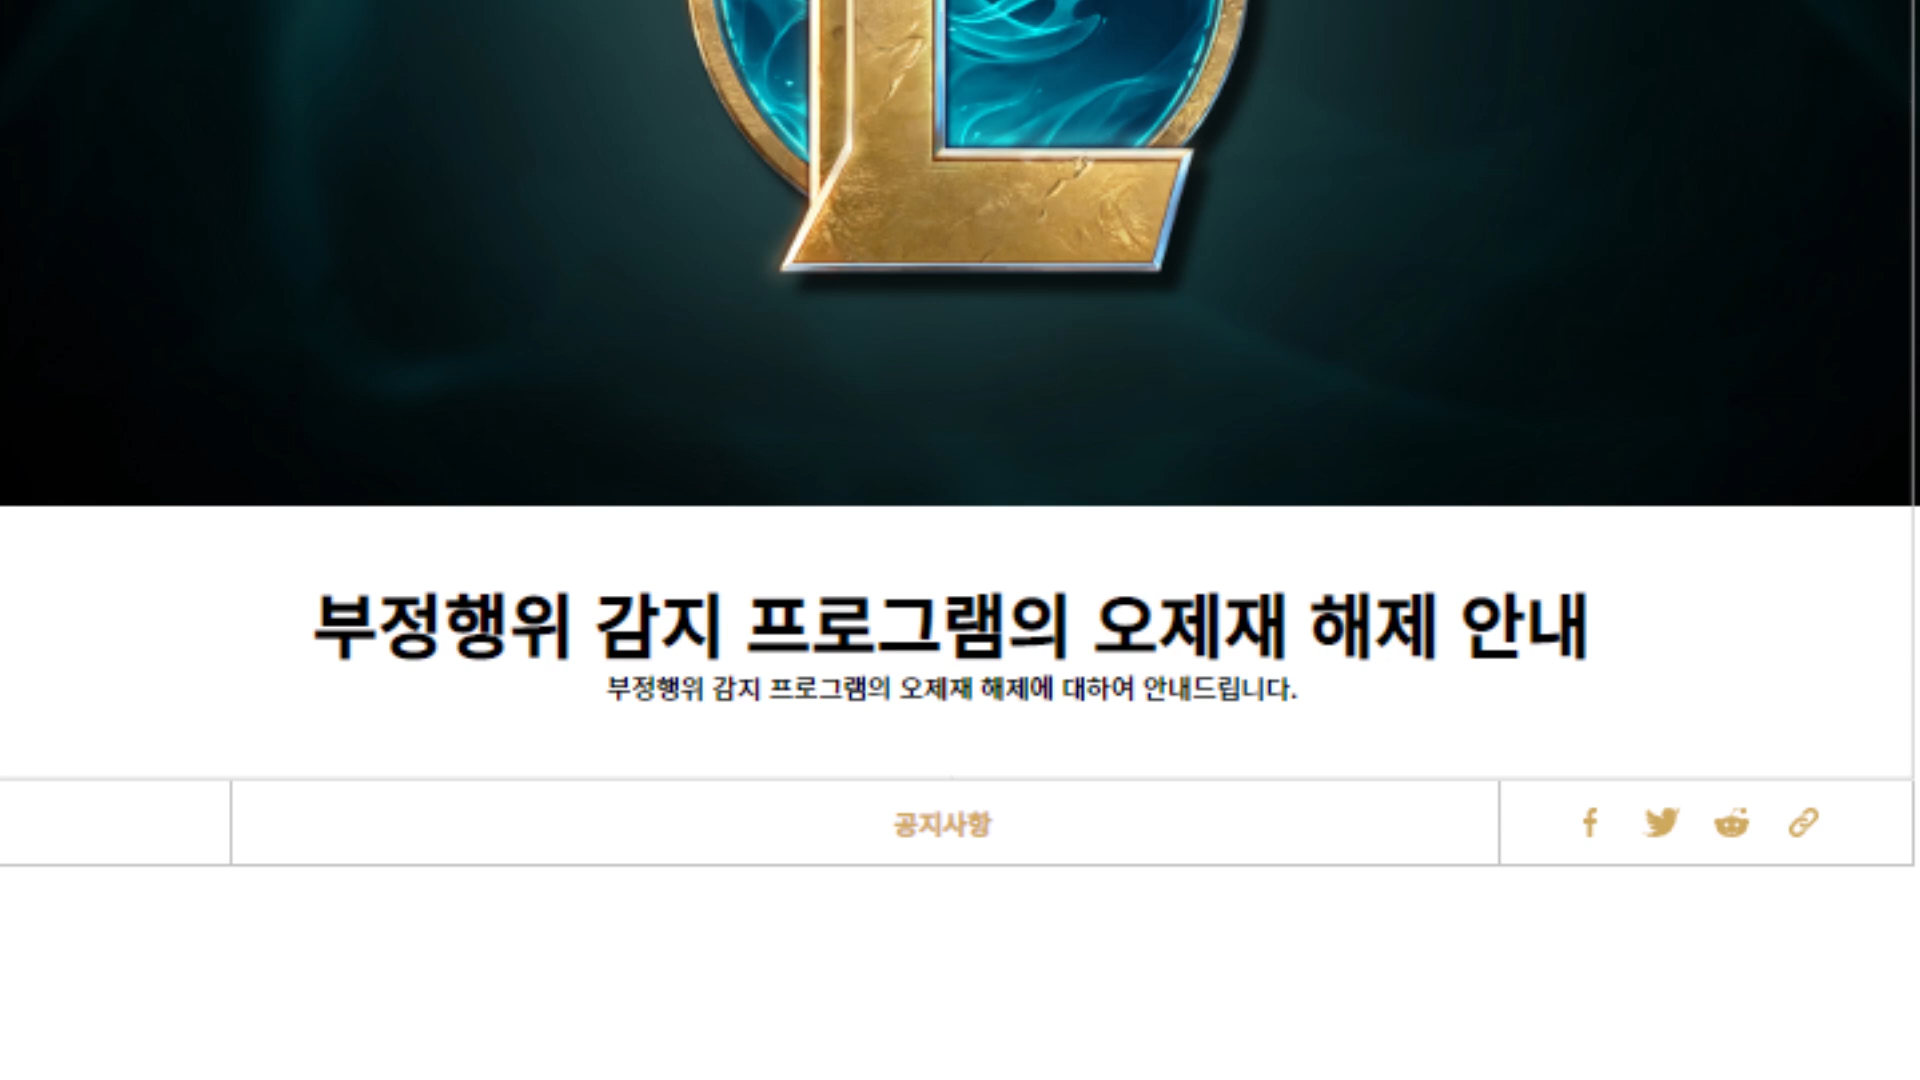 부정행위 감지 프로그램의 오제재 해제 안내
부정행위 감지 프로그램의 오제재 해제에 대하여 안내드립니다.
공지사항